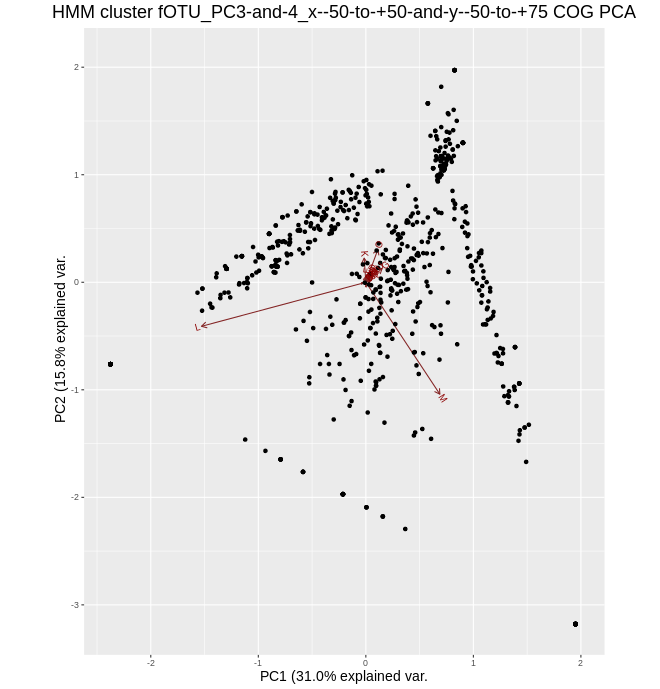 HMM cluster fOTU_PC3-and-4_x--50-to-+50-and-y--50-to-+75 COG PCA
2
1
0
-1
-2
-3
PC2 (15.8% explained var.
K
L
M
-2
-1
0
1
2
PC1 (31.0% explained var.